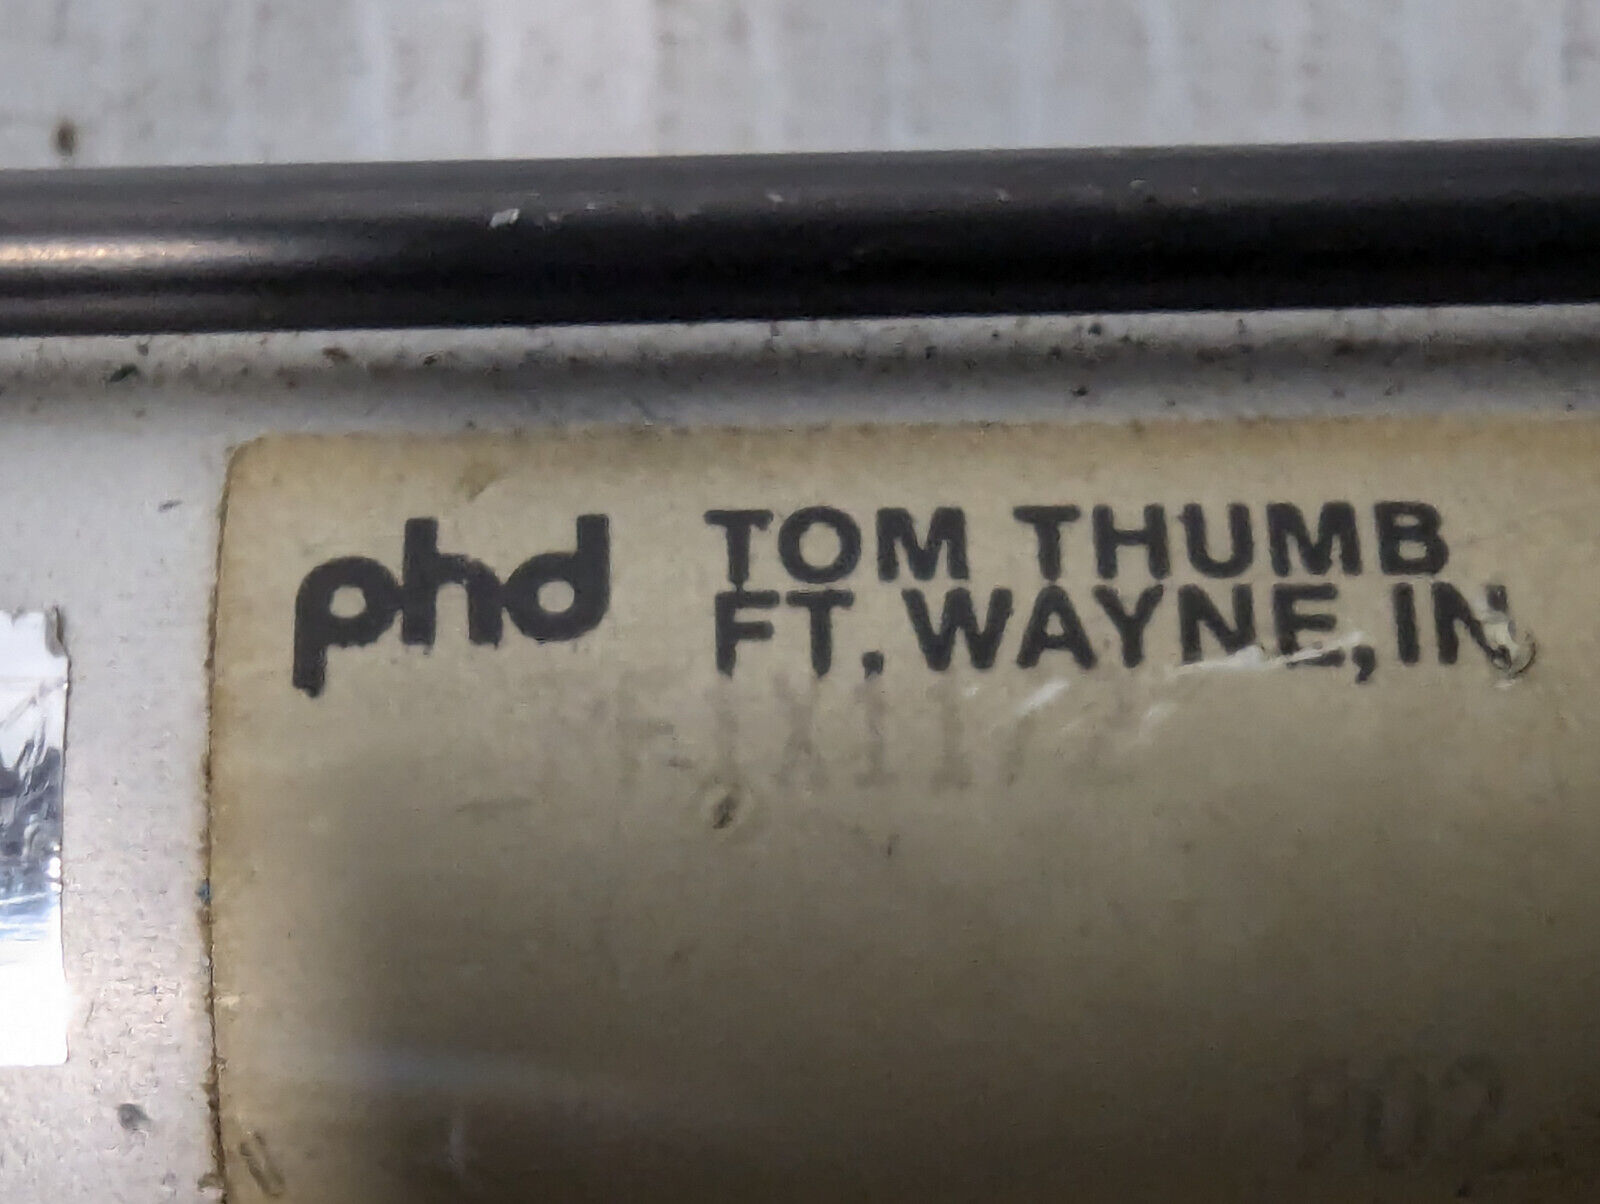 phd
TOM THUMB
FT. WAYNE, IN